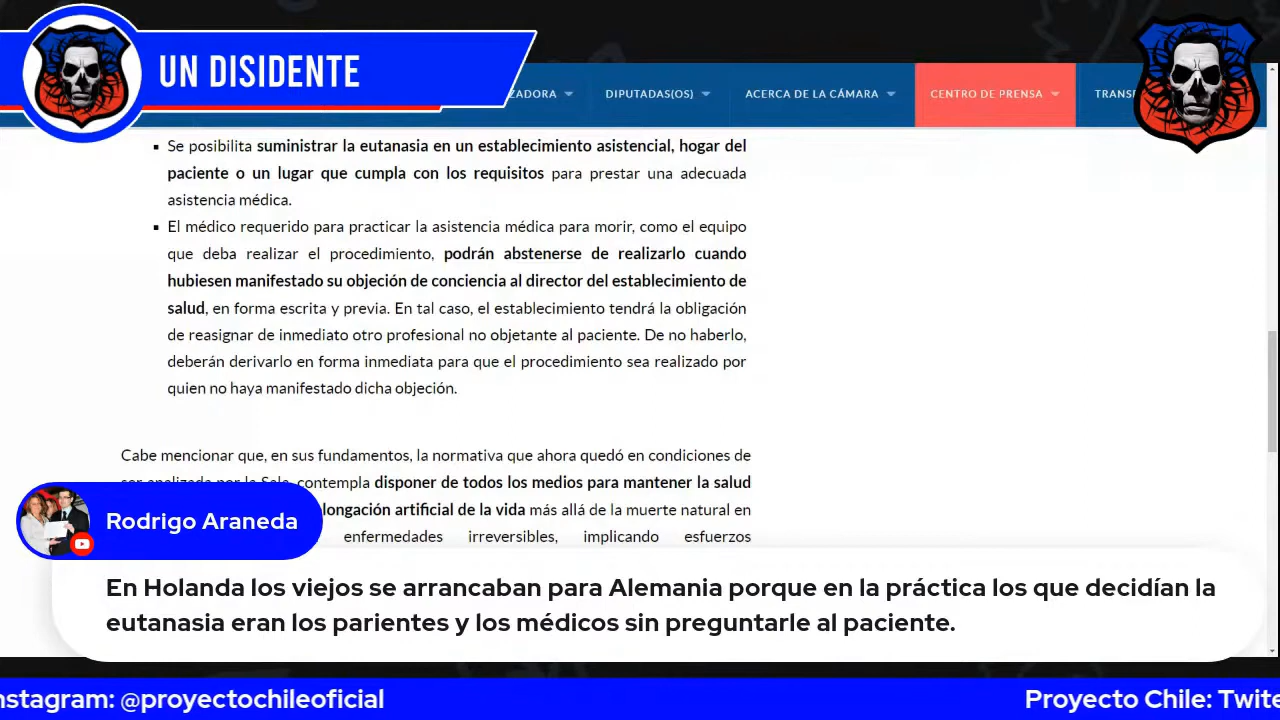 UN DISIDENTE
ZADORA
DIPUTADAS(OS)
ACERCA DE LA CÁMARA
CENTRO DE PRENSA
Se posibilita suministrar la eutanasia en un establecimiento asistencial, hogar del
paciente o un lugar que cumpla con los requisitos para prestar una adecuada
asistencia médica.
El médico requerido para practicar la asistencia médica para morir, como el equipo
que deba realizar el procedimiento, podrán abstenerse de realizarlo cuando
hubiesen manifestado su objeción de conciencia al director del establecimiento de
salud, en forma escrita y previa. En tal caso, el establecimiento tendrá la obligación
de reasignar de inmediato otro profesional no objetante al paciente. De no haberlo,
deberán derivarlo en forma inmediata para que el procedimiento sea realizado por
quien no haya manifestado dicha objeción.
Cabe mencionar que, en sus fundamentos, la normativa que ahora quedó en condiciones de
contempla disponer de todos los medios para mantener la salud
longación artificial de la vida más allá de la muerte natural en
enfermedades irreversibles, implicando esfuerzos
Rodrigo Araneda
En Holanda los viejos se arrancaban para Alemania porque en la práctica los que decidían la
eutanasia eran los parientes y los médicos sin preguntarle al paciente.
nstagram: @proyectochileoficial
Proyecto Chile: Twite